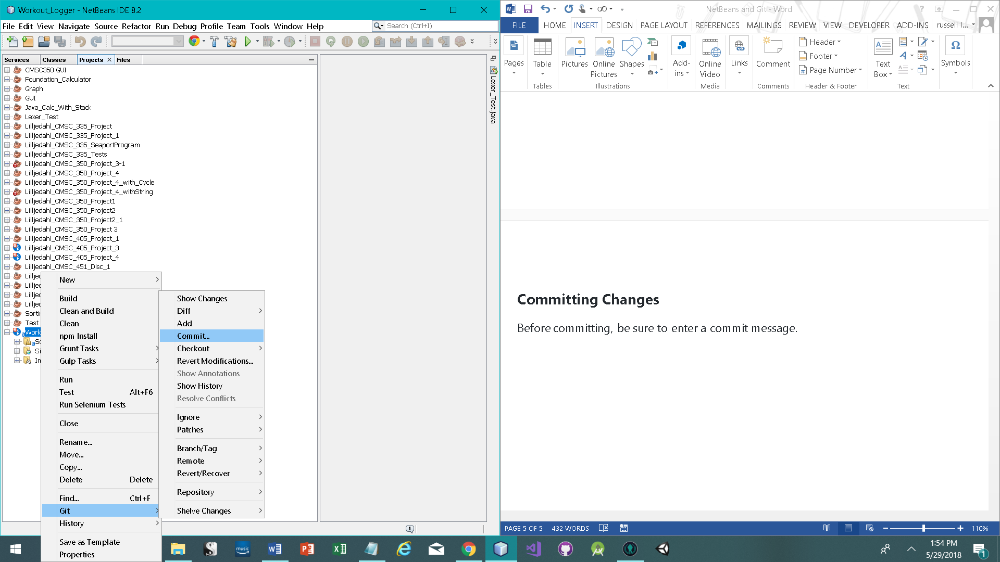 Workout_Logger - NetBeans IDE 8.2
File Edit View Navigate Source Refactor Run Debug Profile Team Tools Window Help
Search (Ctrl+I)
Services Classes Projects Files
CMSC350 GUI
Foundation_Calculator
Graph
GUI
Java_Calc_With_Stack
Lexer_Test
Lilljedahl_CMSC_335_Project
Lilljedahl_CMSC_335_Project_1
Lilljedahl_CMSC_335_SeaportProgram
Lilljedahl_CMSC_335_Tests
Lilljedahl_CMSC_350_Project_3-1
Lilljedahl_CMSC_350_Project_4
Lilljedahl_CMSC_350_Project_4_with_Cycle
Lilljedahl_CMSC_350_Project_4_withString
Lilljedahl_CMSC_350_Project1
Lilljedahl_CMSC_350_Project2
Lilljedahl_CMSC_350_Project2_1
Lilljedahl_CMSC_350_Project 3
Lilljedahl_CMSC_405_Project_1
Lilljedahl_CMSC_405_Project_3
Lilljedahl_CMSC_405_Project_4
Lilljedahl_CMSC_451_Disc_1
Lilljed
Lilljed
Lilljed
Lilljed
Sortin
Test
Work
So
Si
In
New
Build
Clean and Build
Clean
npm Install
Grunt Tasks
Gulp Tasks
Run
Test Alt+F6
Run Selenium Tests
Close
Rename...
Move...
Copy...
Delete Delete
Find... Ctrl+F
Git
History
Save as Template
Properties
Show Changes
Diff
Add
Commit...
Checkout
Revert Modifications...
Show Annotations
Show History
Resolve Conflicts
Ignore
Patches
Branch/Tag
Remote
Revert/Recover
Repository
Shelve Changes
Lexer_Test.java
1
NetBeans and Git - Word
FILE HOME INSERT DESIGN PAGE LAYOUT REFERENCES MAILINGS REVIEW VIEW DEVELOPER ADD-INS russell l...
Pages
Table
Tables
Pictures
Online Pictures
Shapes
Illustrations
Add-ins
Online Video
Media
Links
Comment
Comments
Header
Footer
Page Number
Header & Footer
Text Box
Text
Symbols
Committing Changes
Before committing, be sure to enter a commit message.
PAGE 5 OF 5 432 WORDS
110%
music
1:54 PM
5/29/2018
1